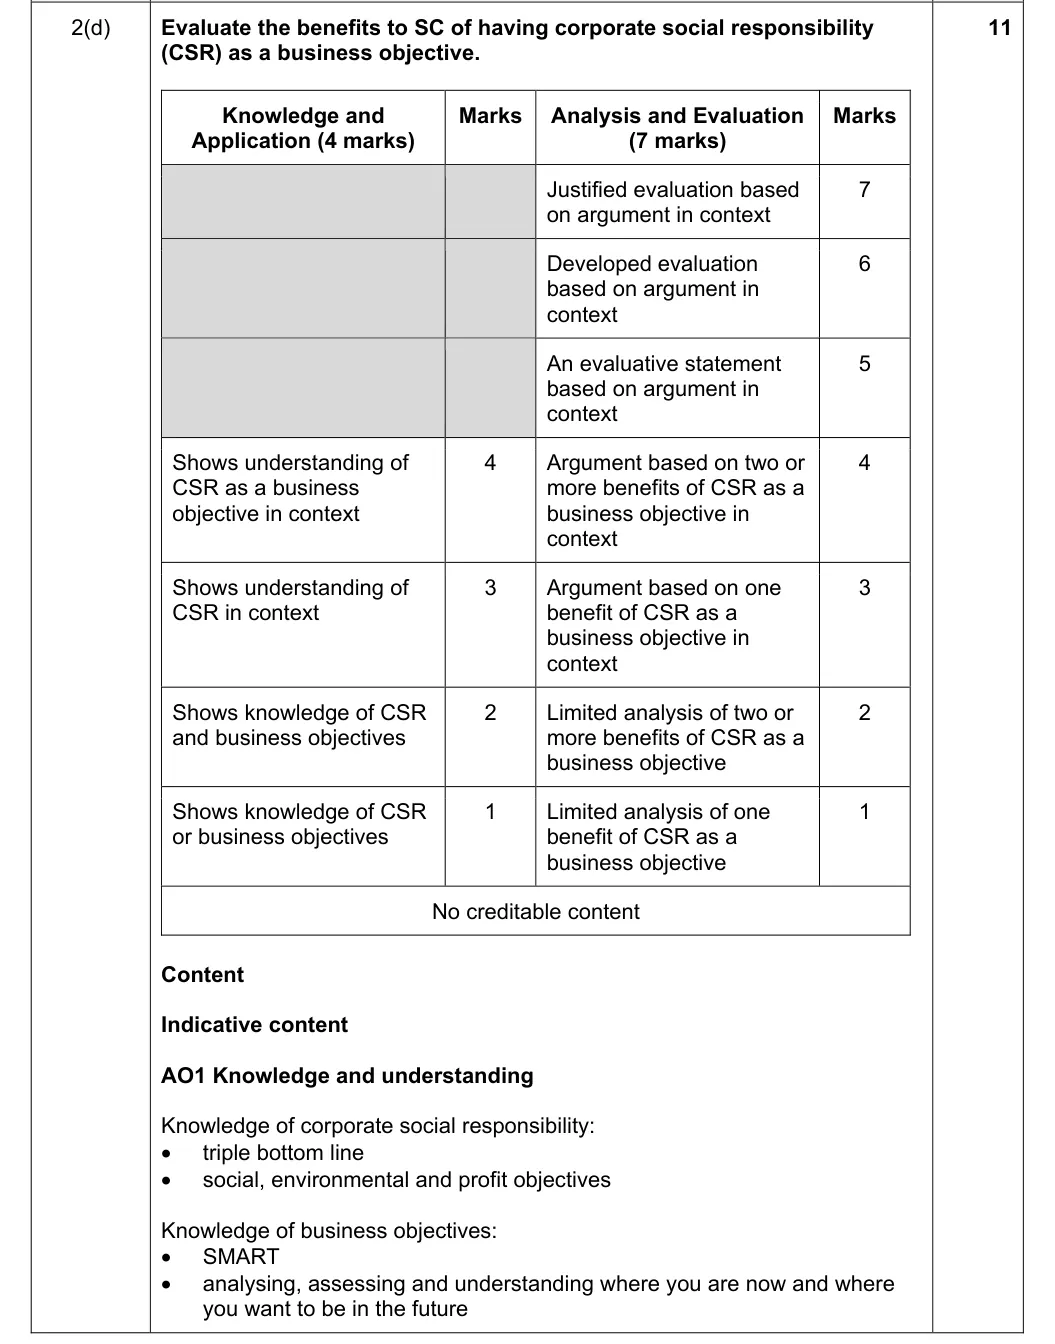 2(d)
Evaluate the benefits to SC of having corporate social responsibility
(CSR) as a business objective.
11
Knowledge and
Application (4 marks)
Marks
Analysis and Evaluation
(7 marks)
Marks
Justified evaluation based
on argument in context
7
Developed evaluation
based on argument in
context
6
An evaluative statement
based on argument in
context
5
Shows understanding of
CSR as a business
objective in context
4
Argument based on two or
more benefits of CSR as a
business objective in
context
4
Shows understanding of
CSR in context
3
Argument based on one
benefit of CSR as a
business objective in
context
3
Shows knowledge of CSR
and business objectives
2
Limited analysis of two or
more benefits of CSR as a
business objective
2
Shows knowledge of CSR
or business objectives
1
Limited analysis of one
benefit of CSR as a
business objective
1
No creditable content
Content
Indicative content
AO1 Knowledge and understanding
Knowledge of corporate social responsibility:
• triple bottom line
• social, environmental and profit objectives
Knowledge of business objectives:
• SMART
• analysing, assessing and understanding where you are now and where
you want to be in the future